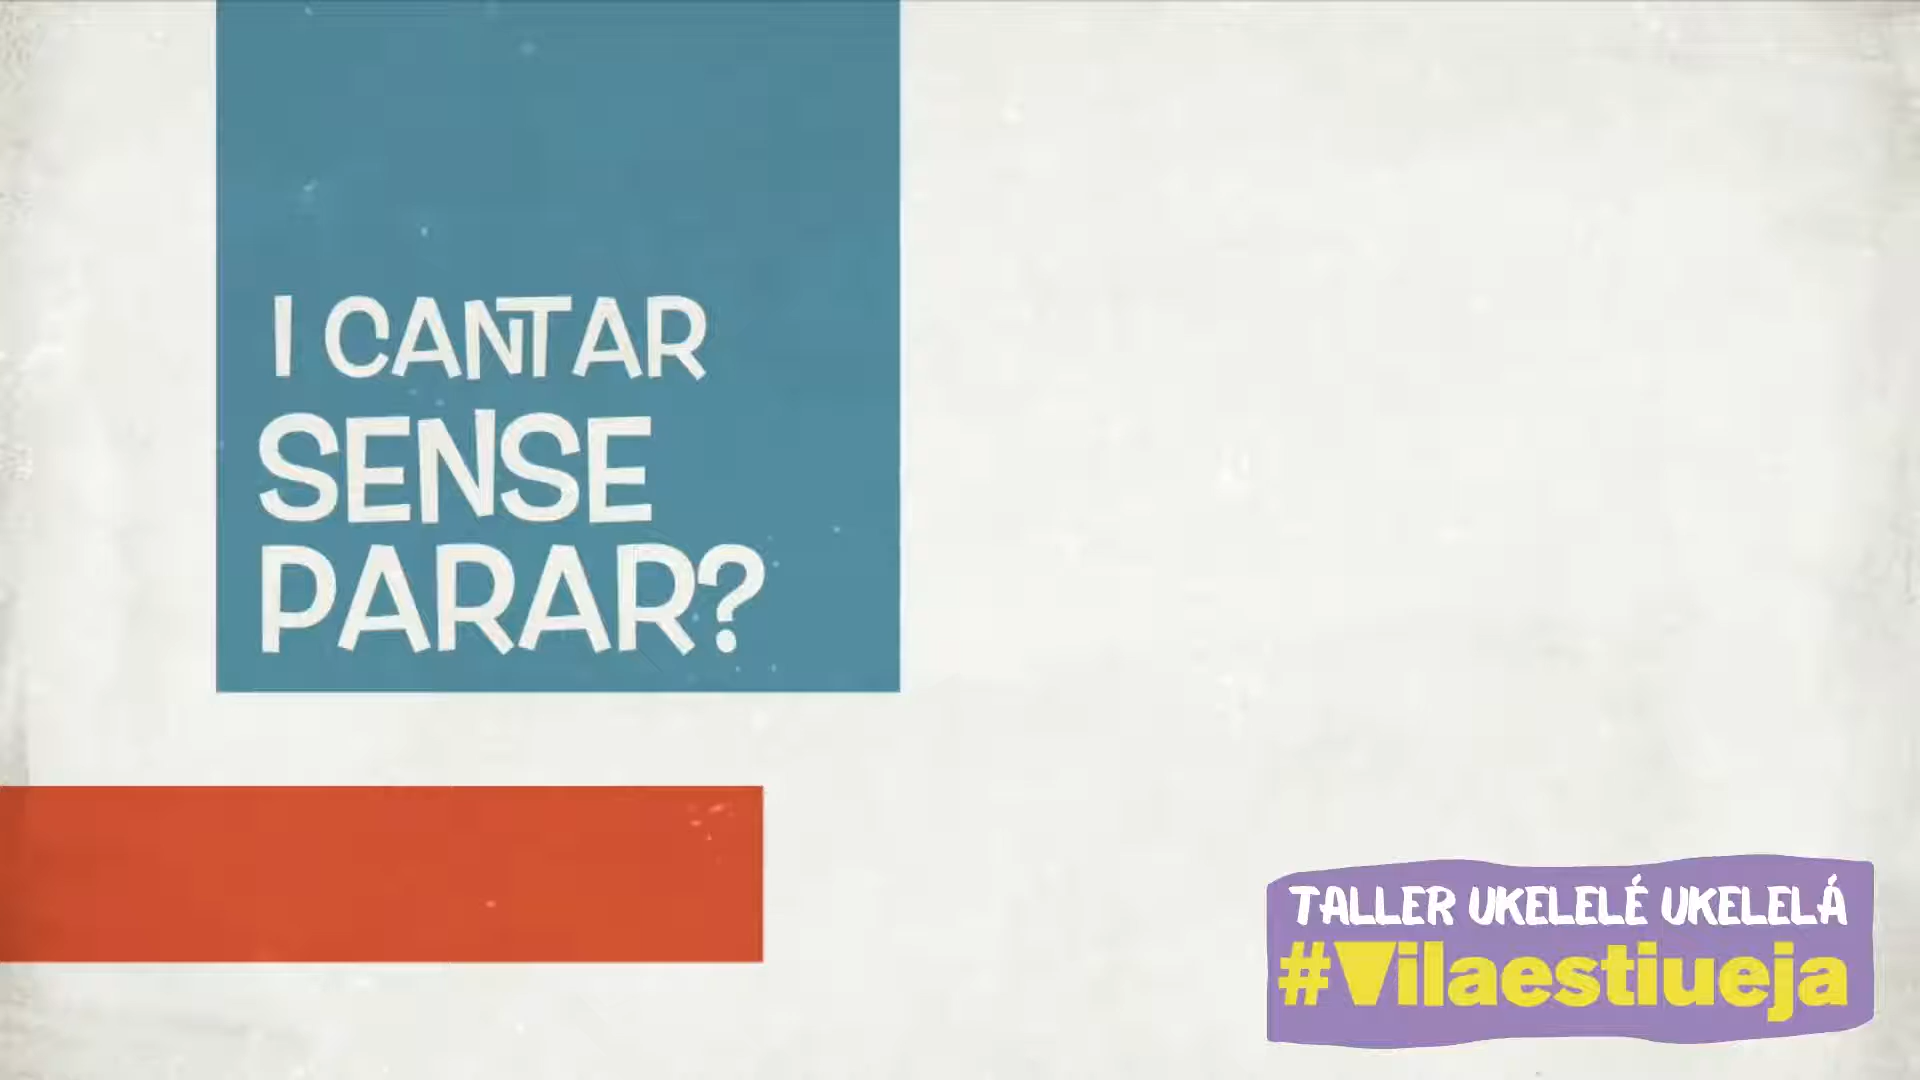 I CANTAR
SENSE
PARAR?
TALLER UKELELÉ UKELELÁ
#Vilaestiueja